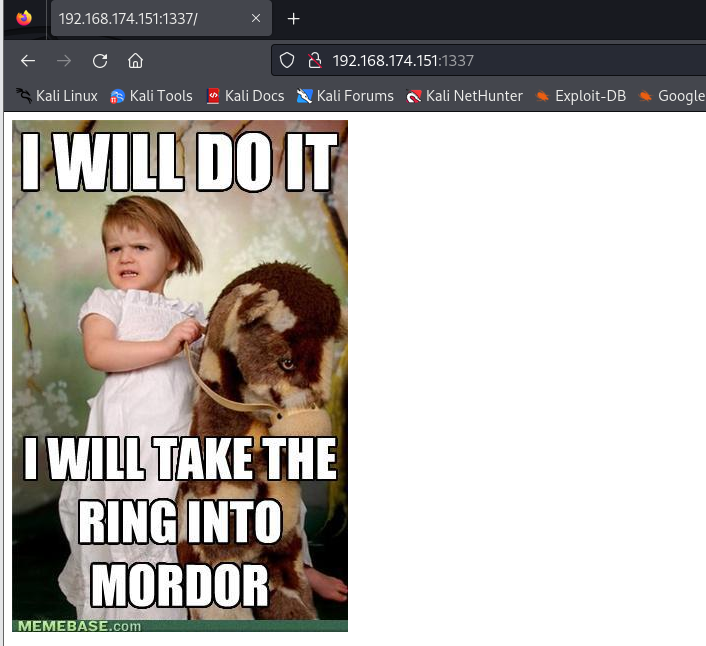 192.168.174.151:1337/
192.168.174.151:1337
Kali Linux Kali Tools Kali Docs Kali Forums Kali NetHunter Exploit-DB Google
I WILL DO IT
I WILL TAKE THE
RING INTO
MORDOR
MEMEBASE.com